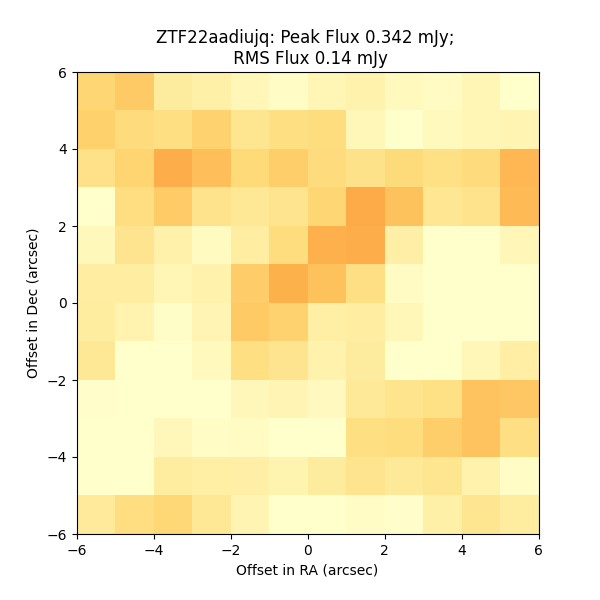 ZTF22aadiujq: Peak Flux 0.342 mJy;
RMS Flux 0.14 mJy
6
4
2
0
−2
−4
−6
Offset in Dec (arcsec)
−6 −4 −2 0 2 4 6
Offset in RA (arcsec)